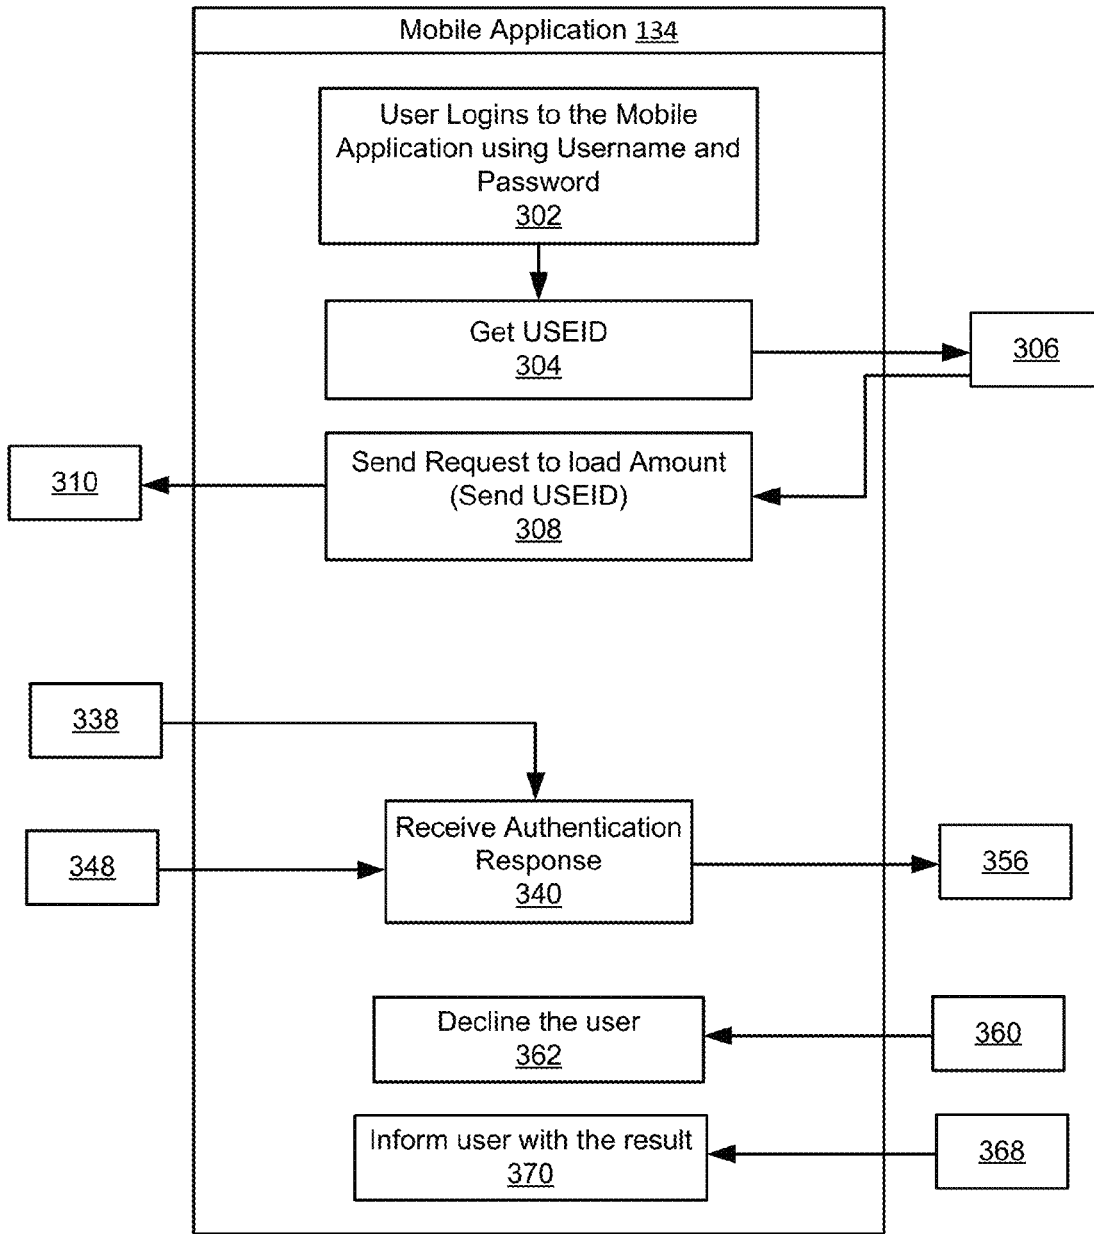 Mobile Application 134
User Logins to the Mobile
Application using Username and
Password
302
Get USEID
304
306
Send Request to load Amount
(Send USEID)
308
310
338
348
Receive Authentication
Response
340
356
Decline the user
362
360
Inform user with the result
370
368